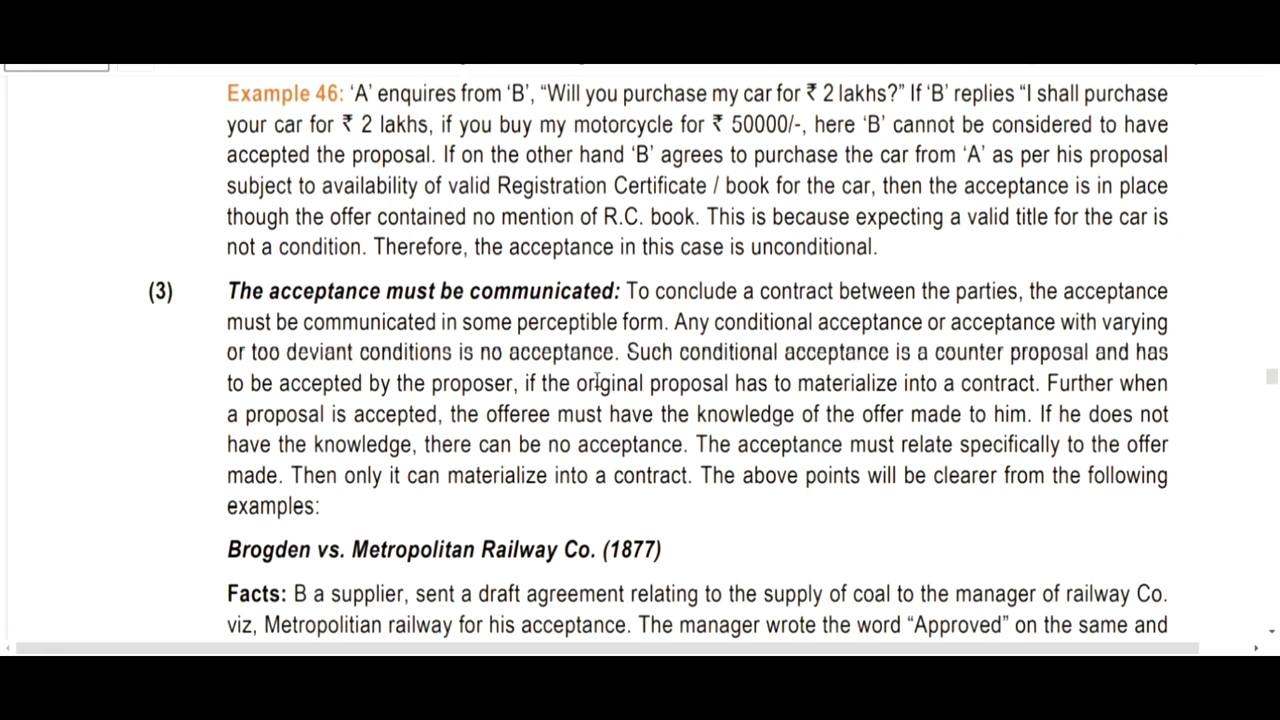 Example 46: 'A' enquires from 'B', “Will you purchase my car for ₹ 2 lakhs?” If 'B' replies “I shall purchase
your car for ₹ 2 lakhs, if you buy my motorcycle for ₹ 50000/-, here 'B' cannot be considered to have
accepted the proposal. If on the other hand 'B' agrees to purchase the car from 'A' as per his proposal
subject to availability of valid Registration Certificate / book for the car, then the acceptance is in place
though the offer contained no mention of R.C. book. This is because expecting a valid title for the car is
not a condition. Therefore, the acceptance in this case is unconditional.
(3) The acceptance must be communicated: To conclude a contract between the parties, the acceptance
must be communicated in some perceptible form. Any conditional acceptance or acceptance with varying
or too deviant conditions is no acceptance. Such conditional acceptance is a counter proposal and has
to be accepted by the proposer, if the original proposal has to materialize into a contract. Further when
a proposal is accepted, the offeree must have the knowledge of the offer made to him. If he does not
have the knowledge, there can be no acceptance. The acceptance must relate specifically to the offer
made. Then only it can materialize into a contract. The above points will be clearer from the following
examples:
Brogden vs. Metropolitan Railway Co. (1877)
Facts: B a supplier, sent a draft agreement relating to the supply of coal to the manager of railway Co.
viz, Metropolitian railway for his acceptance. The manager wrote the word “Approved” on the same and